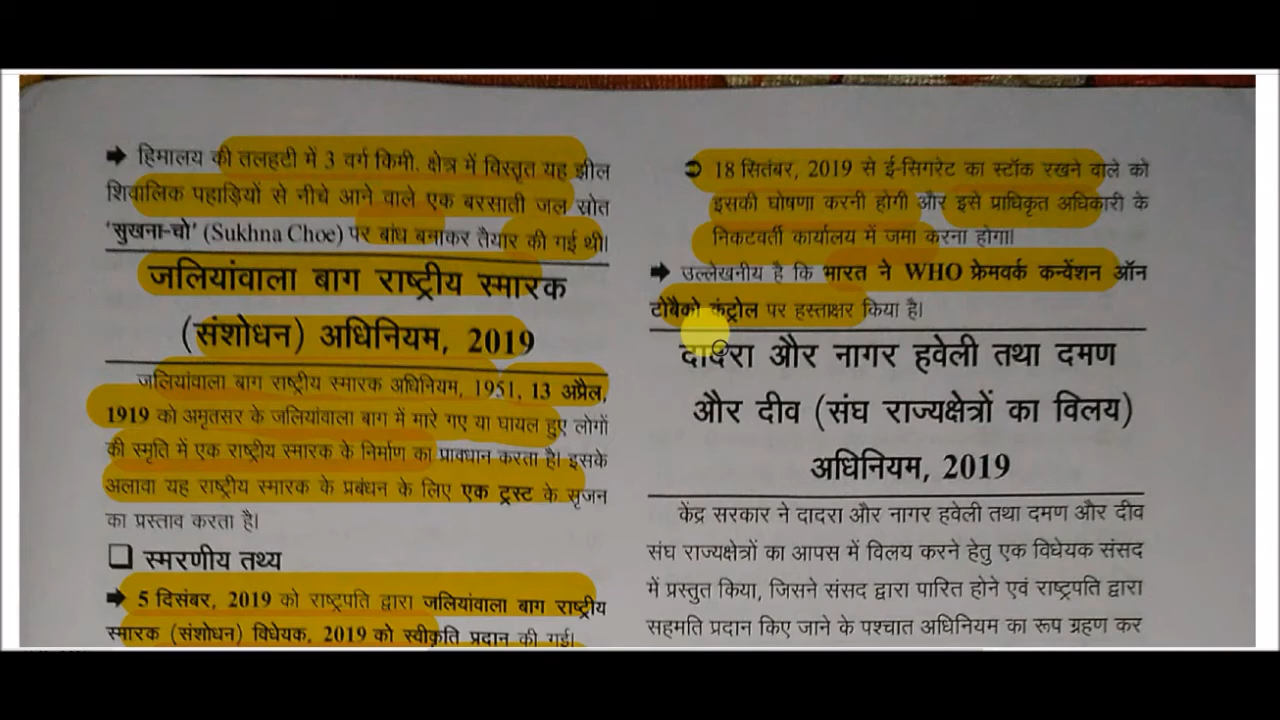 ➡ हिमालय की तलहटी में 3 वर्ग किमी. क्षेत्र में विस्तृत यह झील
शिवालिक पहाड़ियों से नीचे आने वाले एक बरसाती जल स्रोत
'सुखना-चो' (Sukhna Choe) पर बांध बनाकर तैयार की गई थी।
जलियांवाला बाग राष्ट्रीय स्मारक
(संशोधन) अधिनियम, 2019
जलियांवाला बाग राष्ट्रीय स्मारक अधिनियम, 1951, 13 अप्रैल,
1919 को अमृतसर के जलियांवाला बाग में मारे गए या घायल हुए लोगों
की स्मृति में एक राष्ट्रीय स्मारक के निर्माण का प्रावधान करता है। इसके
अलावा यह राष्ट्रीय स्मारक के प्रबंधन के लिए एक ट्रस्ट के सृजन
का प्रस्ताव करता है।
❑ स्मरणीय तथ्य
➡ 5 दिसंबर, 2019 को राष्ट्रपति द्वारा जलियांवाला बाग राष्ट्रीय
स्मारक (संशोधन) विधेयक, 2019 को स्वीकृति प्रदान की गई।
➲ 18 सितंबर, 2019 से ई-सिगरेट का स्टॉक रखने वाले को
इसकी घोषणा करनी होगी और इसे प्राधिकृत अधिकारी के
निकटवर्ती कार्यालय में जमा करना होगा।
➡ उल्लेखनीय है कि भारत ने WHO फ्रेमवर्क कन्वेंशन ऑन
टोबैको कंट्रोल पर हस्ताक्षर किया है।
दादरा और नागर हवेली तथा दमण
और दीव (संघ राज्यक्षेत्रों का विलय)
अधिनियम, 2019
केंद्र सरकार ने दादरा और नागर हवेली तथा दमण और दीव
संघ राज्यक्षेत्रों का आपस में विलय करने हेतु एक विधेयक संसद
में प्रस्तुत किया, जिसने संसद द्वारा पारित होने एवं राष्ट्रपति द्वारा
सहमति प्रदान किए जाने के पश्चात अधिनियम का रूप ग्रहण कर